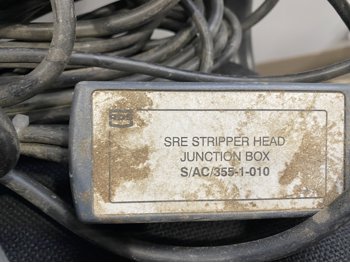 SRE STRIPPER HEAD
JUNCTION BOX
S/AC/355-1-010